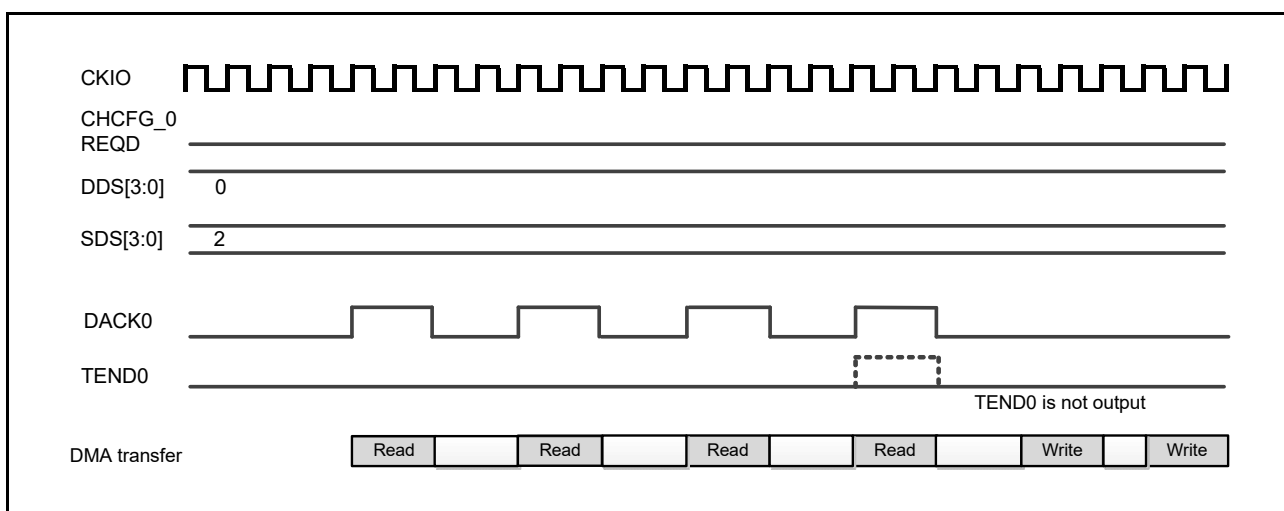 CKIO
CHCFG_0
REQD
DDS[3:0] 0
SDS[3:0] 2
DACK0
TEND0
TEND0 is not output
DMA transfer Read Read Read Read Write Write